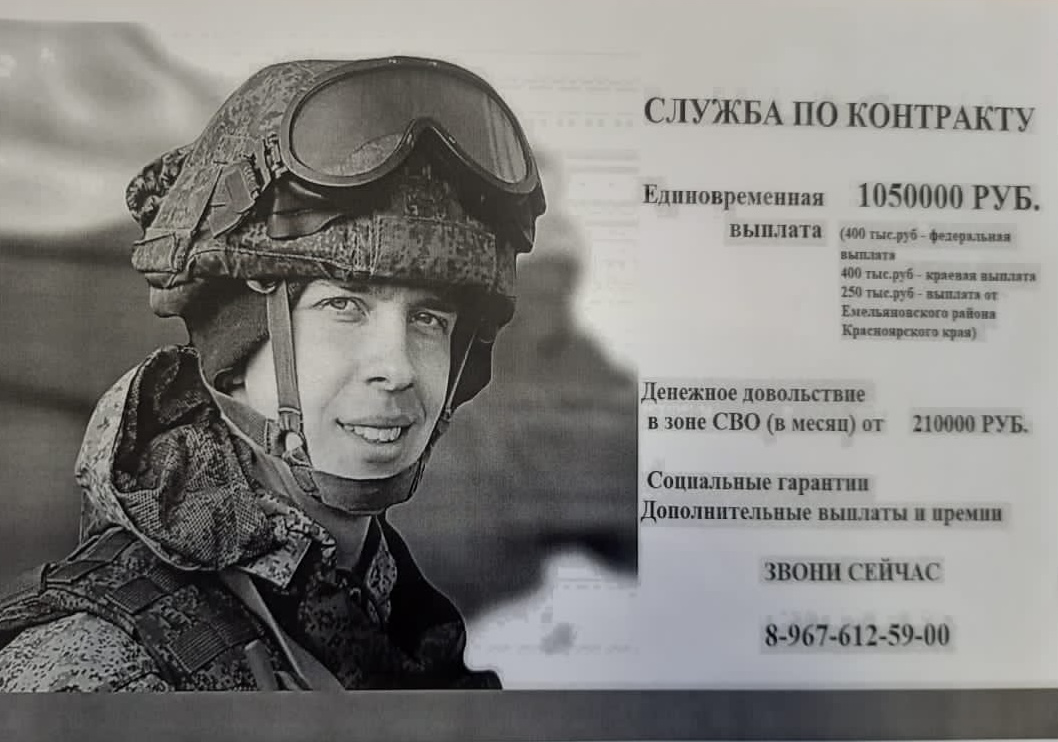 СЛУЖБА ПО КОНТРАКТУ
Единовременная 1050000 РУБ.
выплата
(400 тыс.руб - федеральная
выплата
400 тыс.руб - краевая выплата
250 тыс.руб - выплата от
Емельяновского района
Красноярского края)
Денежное довольствие
в зоне СВО (в месяц) от 210000 РУБ.
Социальные гарантии
Дополнительные выплаты и премии
ЗВОНИ СЕЙЧАС
8-967-612-59-00